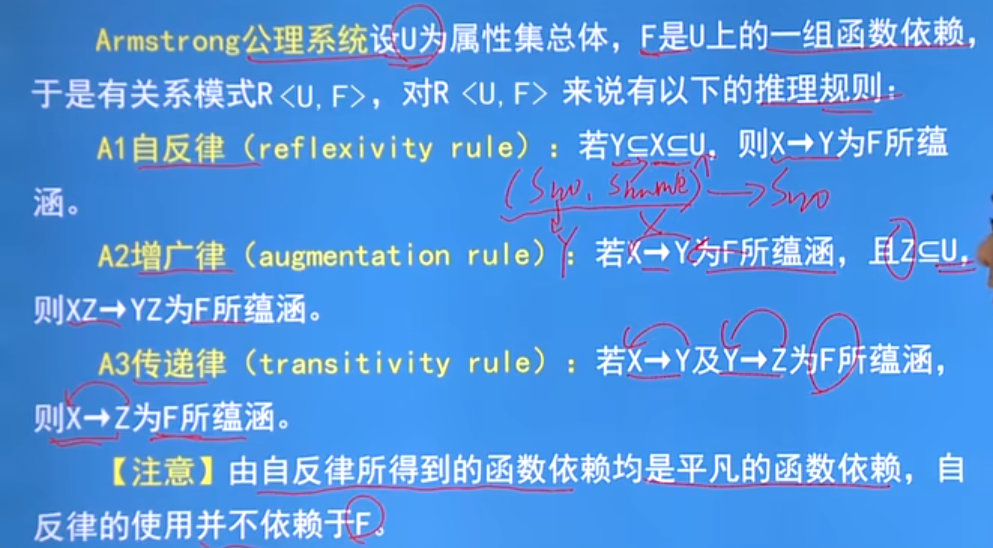 Armstrong公理系统设U为属性集总体，F是U上的一组函数依赖，
于是有关系模式R<U,F>，对R <U,F> 来说有以下的推理规则：
A1自反律（reflexivity rule）：若Y⊆X⊆U，则X→Y为F所蕴
涵。
(Sno, Sname) → Sno
Y
X
A2增广律（augmentation rule）：若X→Y为F所蕴涵，且Z⊆U，
则XZ→YZ为F所蕴涵。
A3传递律（transitivity rule）：若X→Y及Y→Z为F所蕴涵，
则X→Z为F所蕴涵。
【注意】由自反律所得到的函数依赖均是平凡的函数依赖，自
反律的使用并不依赖于F。